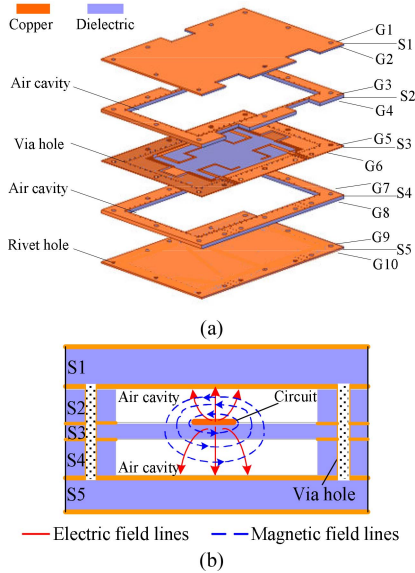 Copper
Dielectric
G1
S1
G2
Air cavity
G3
S2
G4
Via hole
G5
S3
G6
Air cavity
G7
S4
G8
Rivet hole
G9
S5
G10
(a)
S1
S2
Air cavity
Circuit
S3
S4
Air cavity
Via hole
S5
Electric field lines
Magnetic field lines
(b)